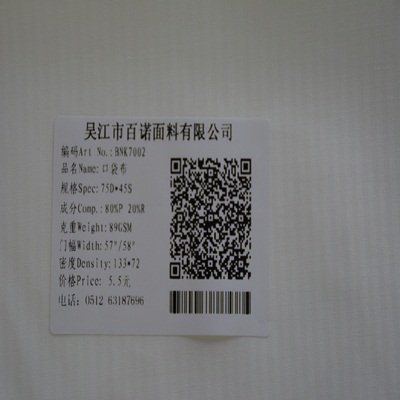 吴江市百诺面料有限公司
编码Art No.:BNK7002
品名Name:口袋布
规格Spec:75D*45S
成分Comp.:80%P 20%R
克重Weight:89GSM
门幅Width:57"/58"
密度Density:133*72
价格Price: 5.5元
电话: 0512 63187696